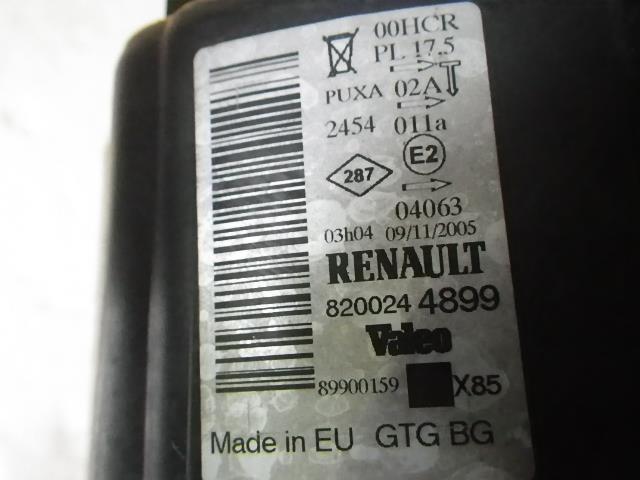 00HCR
PL 17.5
PUXA 02A
2454 011a
287 E2
04063
03h04 09/11/2005
RENAULT
820024 4899
Valeo
89900159 X85
Made in EU GTG BG